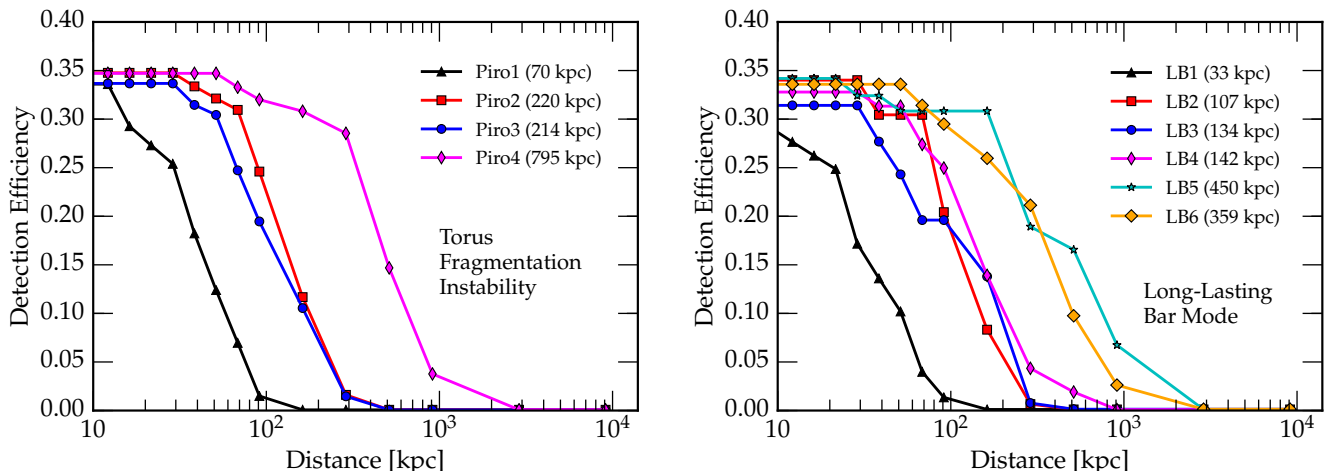 0.40
0.35
0.30
0.25
0.20
0.15
0.10
0.05
0.00
Detection Efficiency
Piro1 (70 kpc)
Piro2 (220 kpc)
Piro3 (214 kpc)
Piro4 (795 kpc)
Torus
Fragmentation
Instability
10 10² 10³ 10⁴
Distance [kpc]
0.40
0.35
0.30
0.25
0.20
0.15
0.10
0.05
0.00
Detection Efficiency
LB1 (33 kpc)
LB2 (107 kpc)
LB3 (134 kpc)
LB4 (142 kpc)
LB5 (450 kpc)
LB6 (359 kpc)
Long-Lasting
Bar Mode
10 10² 10³ 10⁴
Distance [kpc]